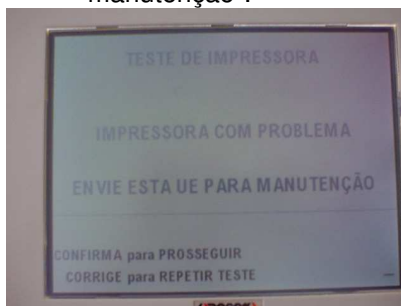 manutenção".
TESTE DE IMPRESSORA
IMPRESSORA COM PROBLEMA
ENVIE ESTA UE PARA MANUTENÇÃO
CONFIRMA para PROSSEGUIR
CORRIGE para REPETIR TESTE